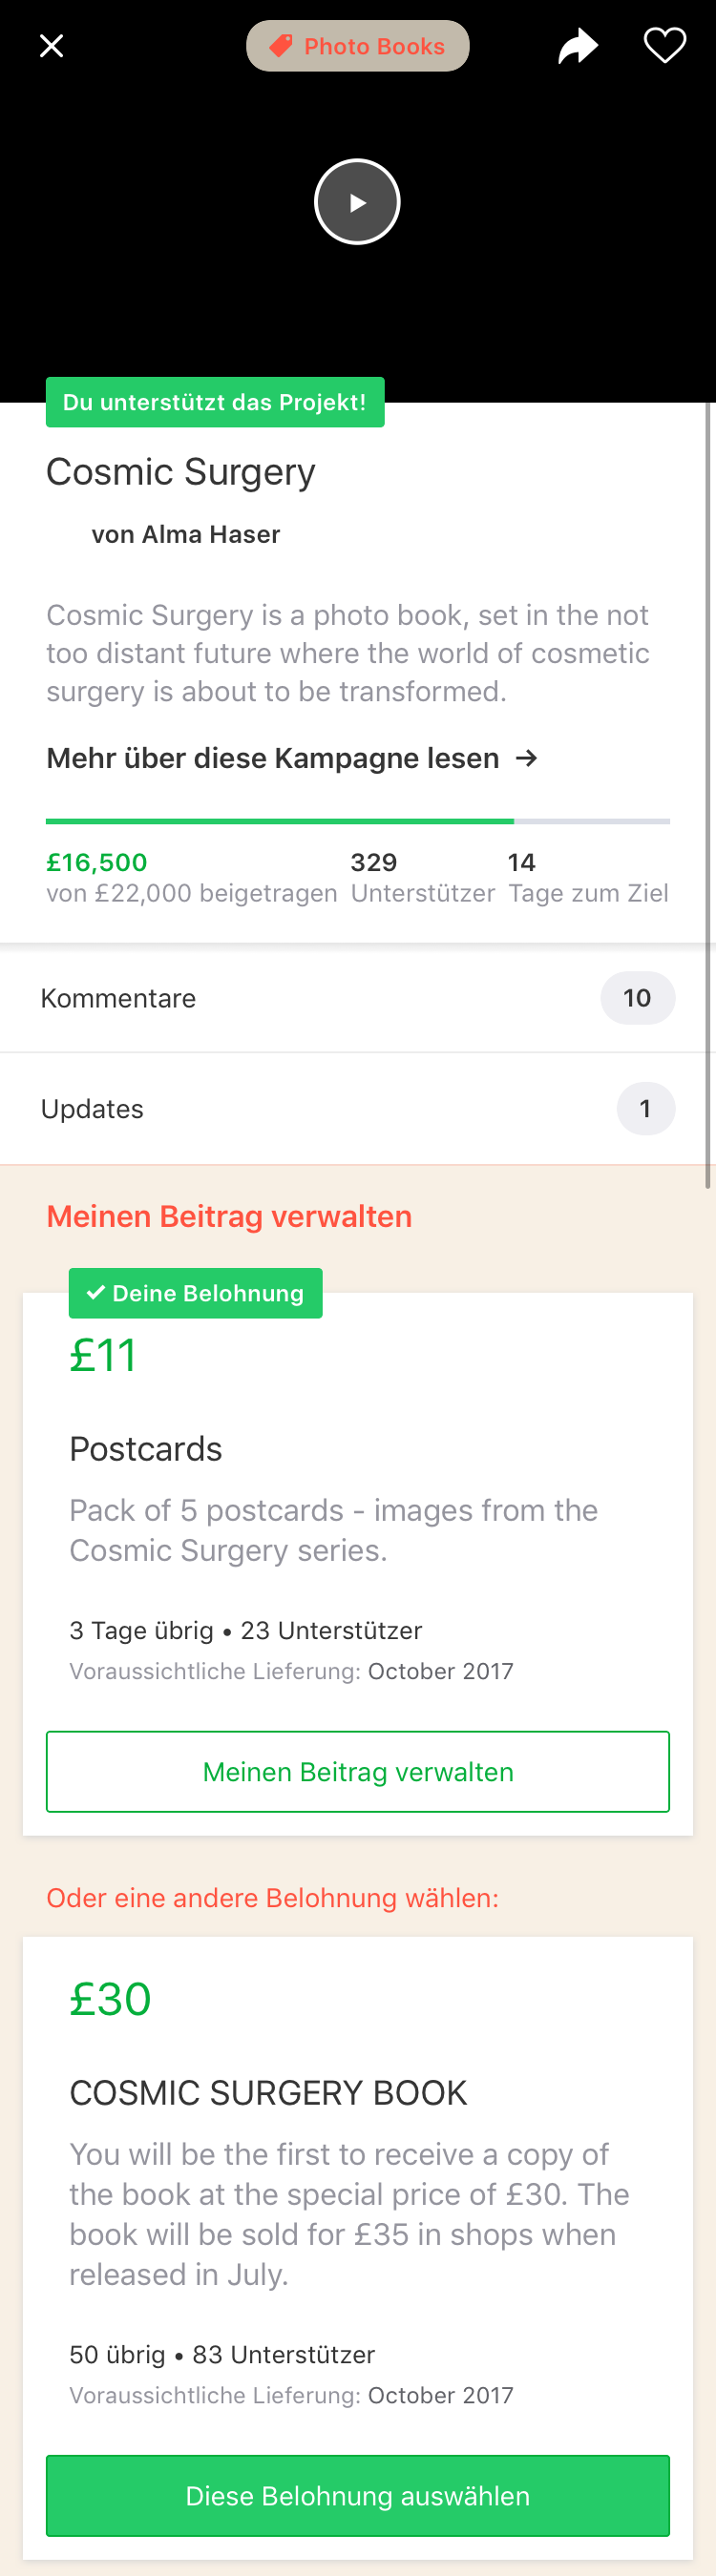 Photo Books
Du unterstützt das Projekt!
Cosmic Surgery
von Alma Haser
Cosmic Surgery is a photo book, set in the not
too distant future where the world of cosmetic
surgery is about to be transformed.
Mehr über diese Kampagne lesen →
£16,500
von £22,000 beigetragen
329
Unterstützer
14
Tage zum Ziel
Kommentare
10
Updates
1
Meinen Beitrag verwalten
✓ Deine Belohnung
£11
Postcards
Pack of 5 postcards - images from the
Cosmic Surgery series.
3 Tage übrig • 23 Unterstützer
Voraussichtliche Lieferung: October 2017
Meinen Beitrag verwalten
Oder eine andere Belohnung wählen:
£30
COSMIC SURGERY BOOK
You will be the first to receive a copy of
the book at the special price of £30. The
book will be sold for £35 in shops when
released in July.
50 übrig • 83 Unterstützer
Voraussichtliche Lieferung: October 2017
Diese Belohnung auswählen